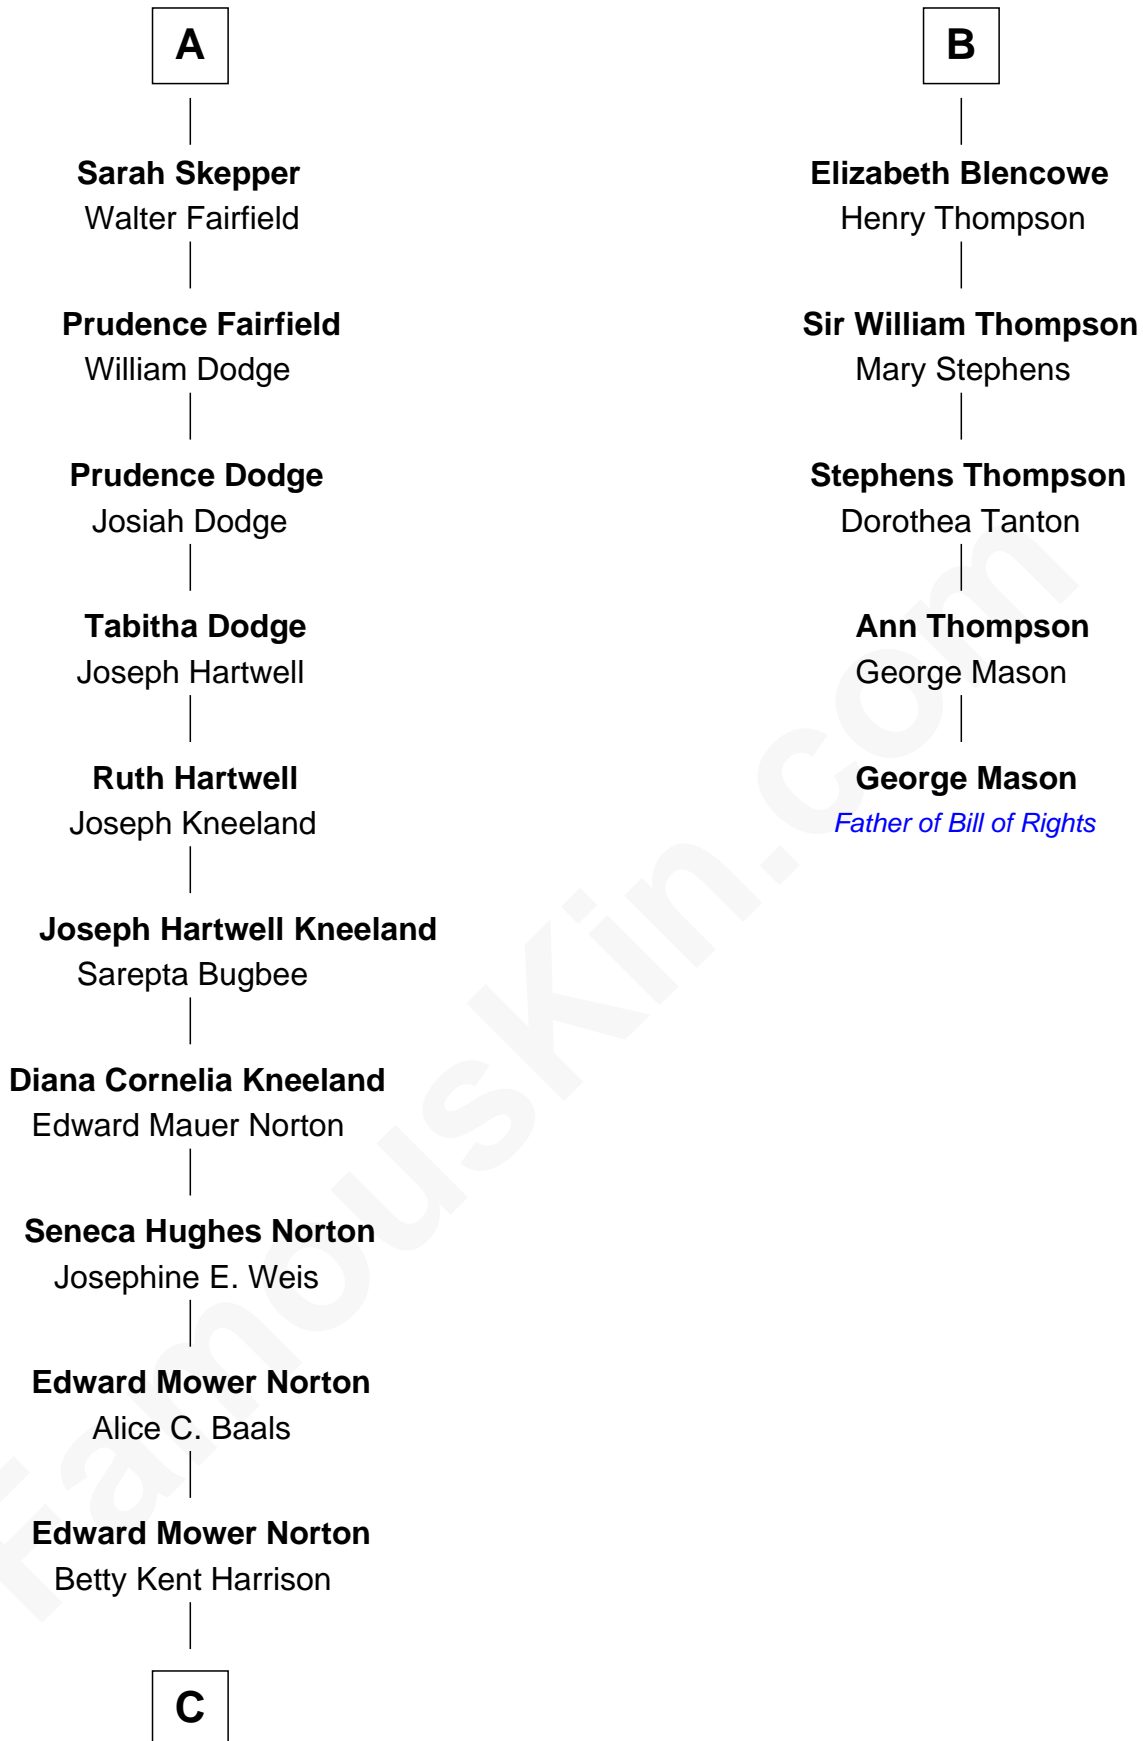 A
Sarah Skepper
Walter Fairfield
Prudence Fairfield
William Dodge
Prudence Dodge
Josiah Dodge
Tabitha Dodge
Joseph Hartwell
Ruth Hartwell
Joseph Kneeland
Joseph Hartwell Kneeland
Sarepta Bugbee
Diana Cornelia Kneeland
Edward Mauer Norton
Seneca Hughes Norton
Josephine E. Weis
Edward Mower Norton
Alice C. Baals
Edward Mower Norton
Betty Kent Harrison
C
B
Elizabeth Blencowe
Henry Thompson
Sir William Thompson
Mary Stephens
Stephens Thompson
Dorothea Tanton
Ann Thompson
George Mason
George Mason
Father of Bill of Rights
FamousKin.com